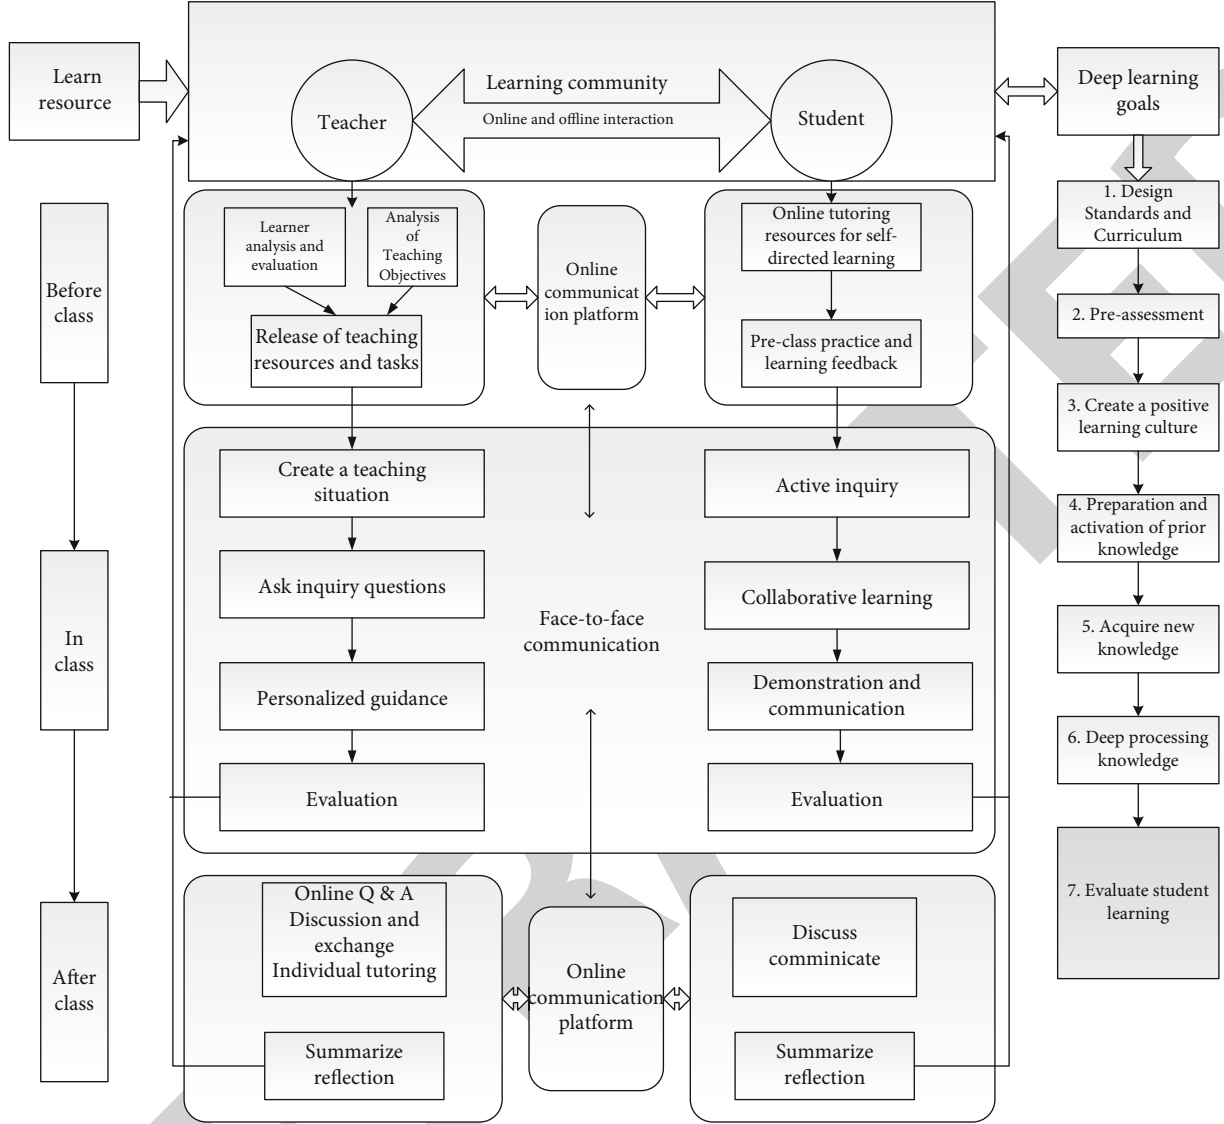 Learn
resource
Learning community
Online and offline interaction
Teacher
Student
Deep learning
goals
Before
class
In
class
After
class
Learner
analysis and
evaluation
Analysis
of
Teaching
Objectives
Release of teaching
resources and tasks
Online
communicat
ion platform
Online tutoring
resources for self-
directed learning
Pre-class practice and
learning feedback
Create a teaching
situation
Ask inquiry questions
Personalized guidance
Evaluation
Face-to-face
communication
Active inquiry
Collaborative learning
Demonstration and
communication
Evaluation
Online Q & A
Discussion and
exchange
Individual tutoring
Summarize
reflection
Online
communication
platform
Discuss
comminicate
Summarize
reflection
1. Design
Standards and
Curriculum
2. Pre-assessment
3. Create a positive
learning culture
4. Preparation and
activation of prior
knowledge
5. Acquire new
knowledge
6. Deep processing
knowledge
7. Evaluate student
learning